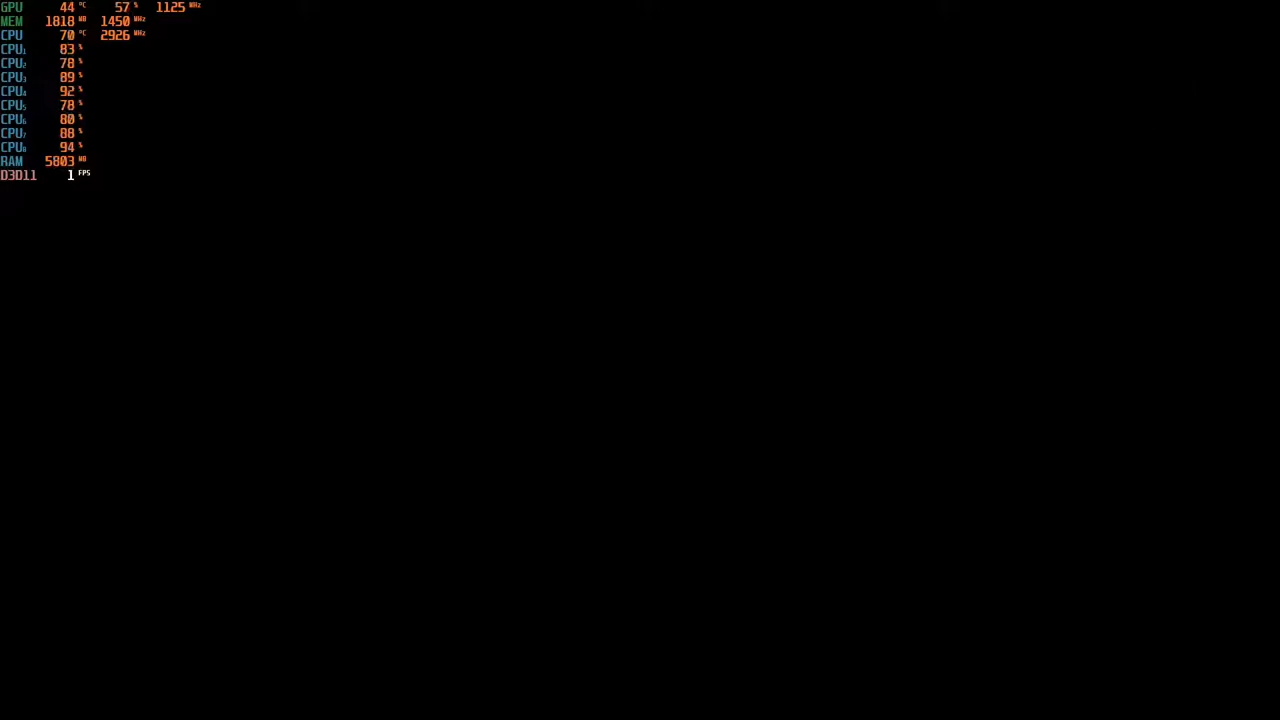 GPU 44 °C 57 % 1125 MHz
MEM 1818 MB 1450 MHz
CPU 70 °C 2926 MHz
CPU1 83 %
CPU2 78 %
CPU3 89 %
CPU4 92 %
CPU5 78 %
CPU6 80 %
CPU7 88 %
CPU8 94 %
RAM 5803 MB
D3D11 1 FPS